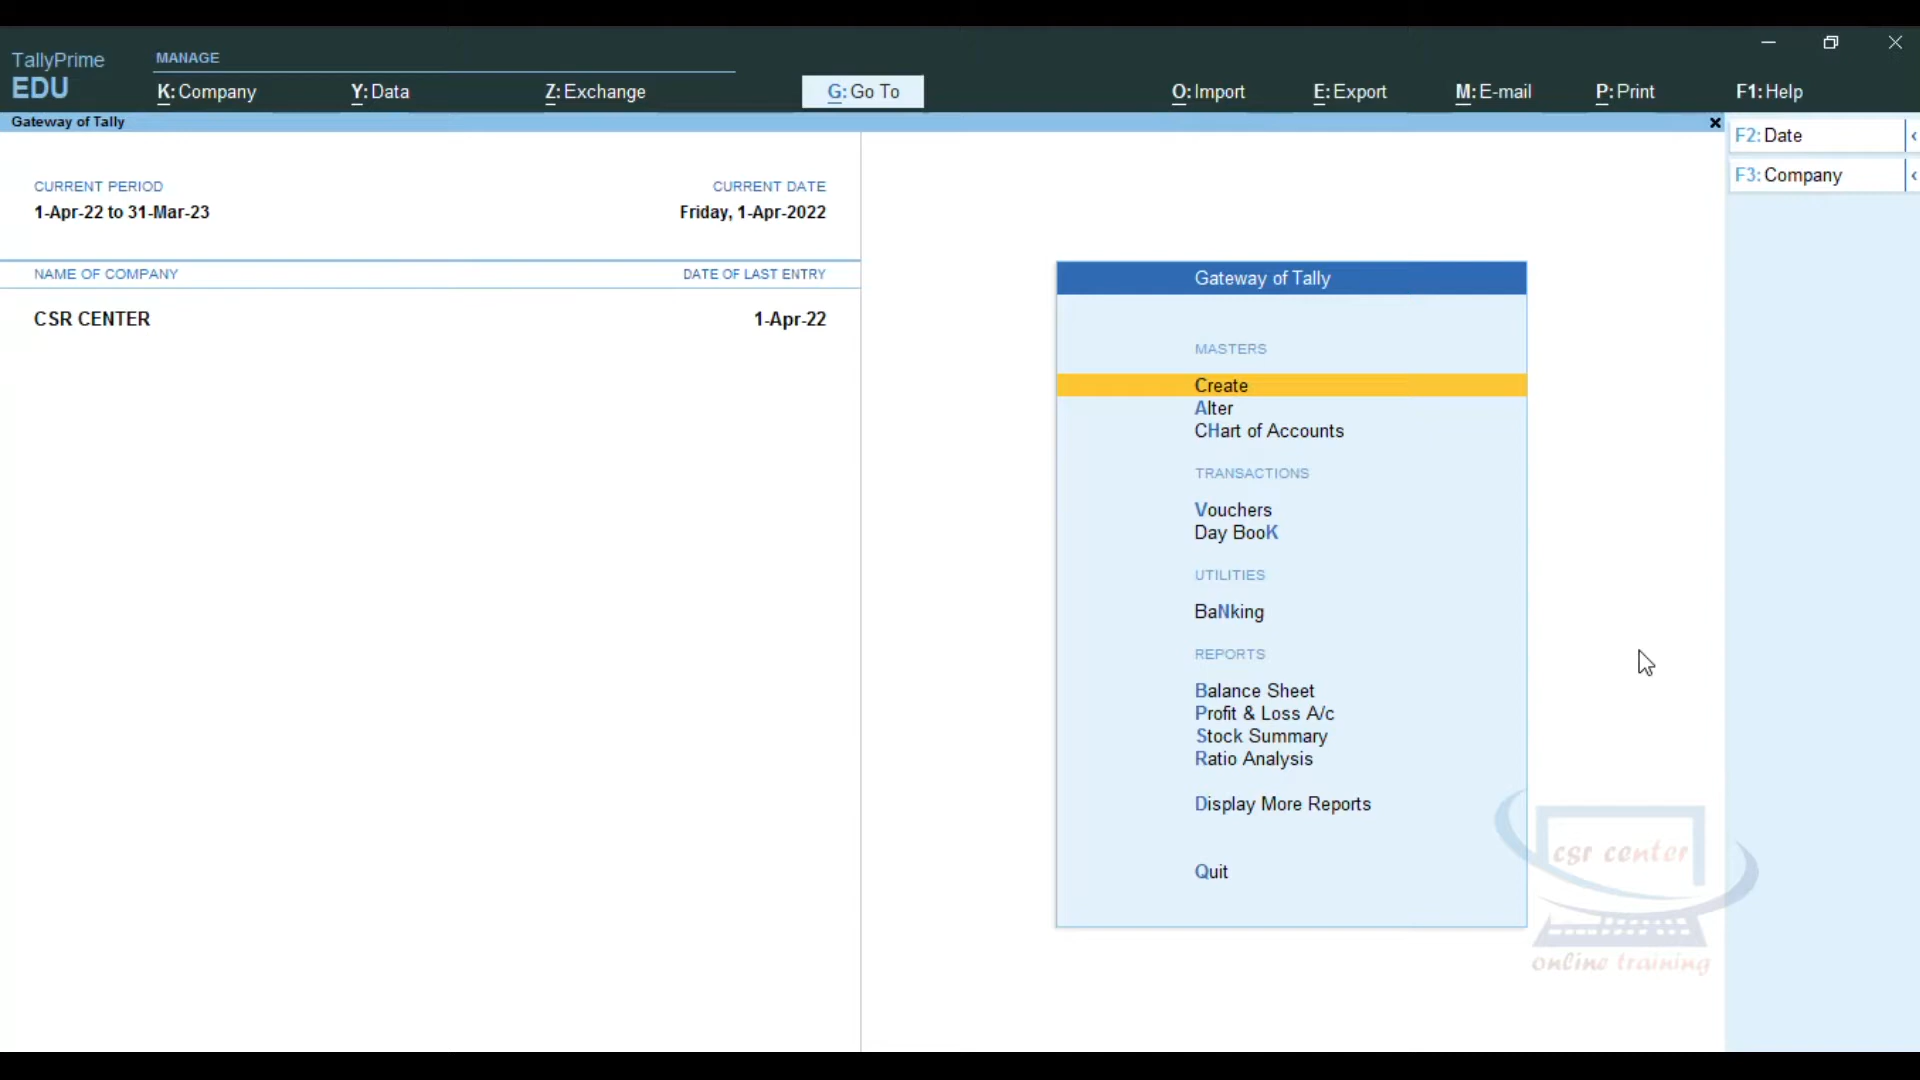 TallyPrime
EDU
MANAGE
K: Company
Y: Data
Z: Exchange
G: Go To
O: Import
E: Export
M: E-mail
P: Print
F1: Help
Gateway of Tally
F2: Date
F3: Company
CURRENT PERIOD
CURRENT DATE
1-Apr-22 to 31-Mar-23
Friday, 1-Apr-2022
NAME OF COMPANY
DATE OF LAST ENTRY
CSR CENTER
1-Apr-22
Gateway of Tally
MASTERS
Create
Alter
CHart of Accounts
TRANSACTIONS
Vouchers
Day BooK
UTILITIES
BaNking
REPORTS
Balance Sheet
Profit & Loss A/c
Stock Summary
Ratio Analysis
Display More Reports
Quit
csr center
online training